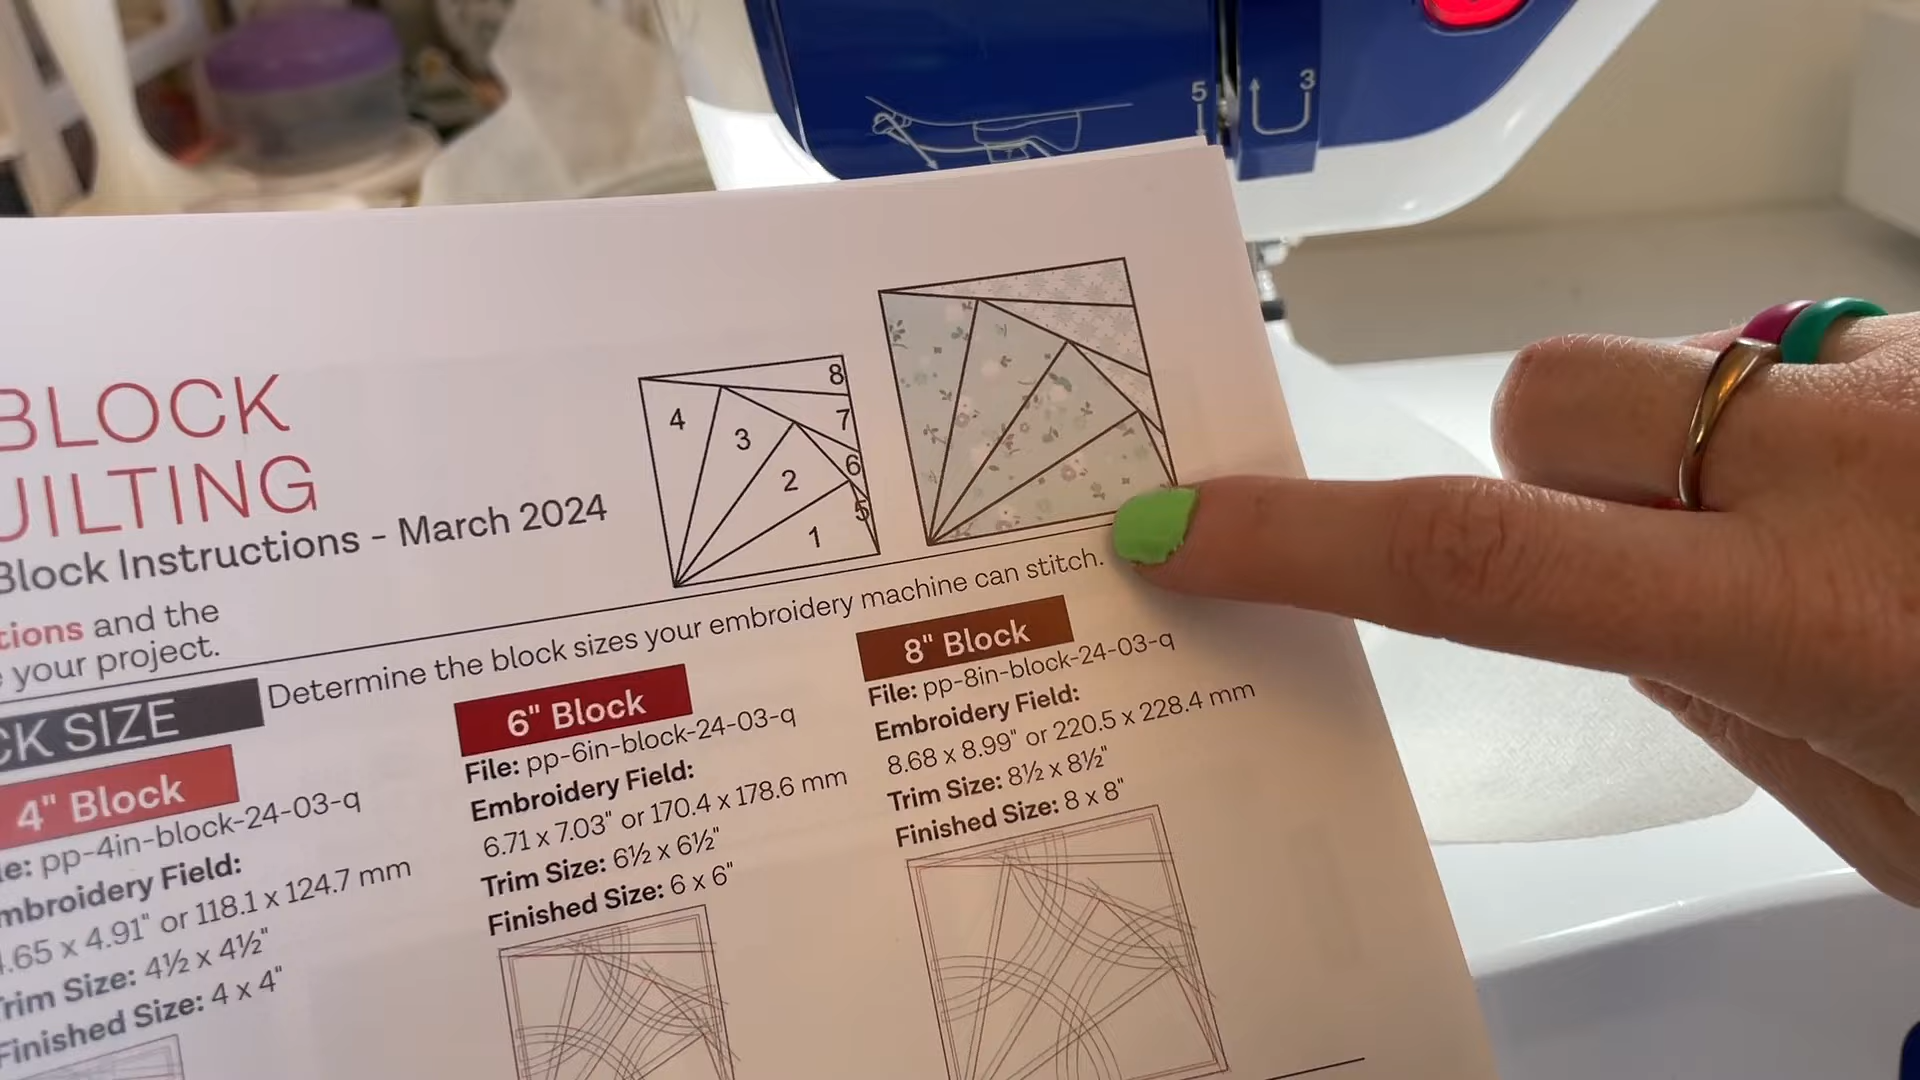 5 3
BLOCK
UILTING
Block Instructions - March 2024
tions and the
your project.
8
4
7
3
6
2
5
1
CK SIZE Determine the block sizes your embroidery machine can stitch.
4" Block
le: pp-4in-block-24-03-q
mbroidery Field:
.65 x 4.91" or 118.1 x 124.7 mm
Trim Size: 4½ x 4½"
Finished Size: 4 x 4"
6" Block
File: pp-6in-block-24-03-q
Embroidery Field:
6.71 x 7.03" or 170.4 x 178.6 mm
Trim Size: 6½ x 6½"
Finished Size: 6 x 6"
8" Block
File: pp-8in-block-24-03-q
Embroidery Field:
8.68 x 8.99" or 220.5 x 228.4 mm
Trim Size: 8½ x 8½"
Finished Size: 8 x 8"